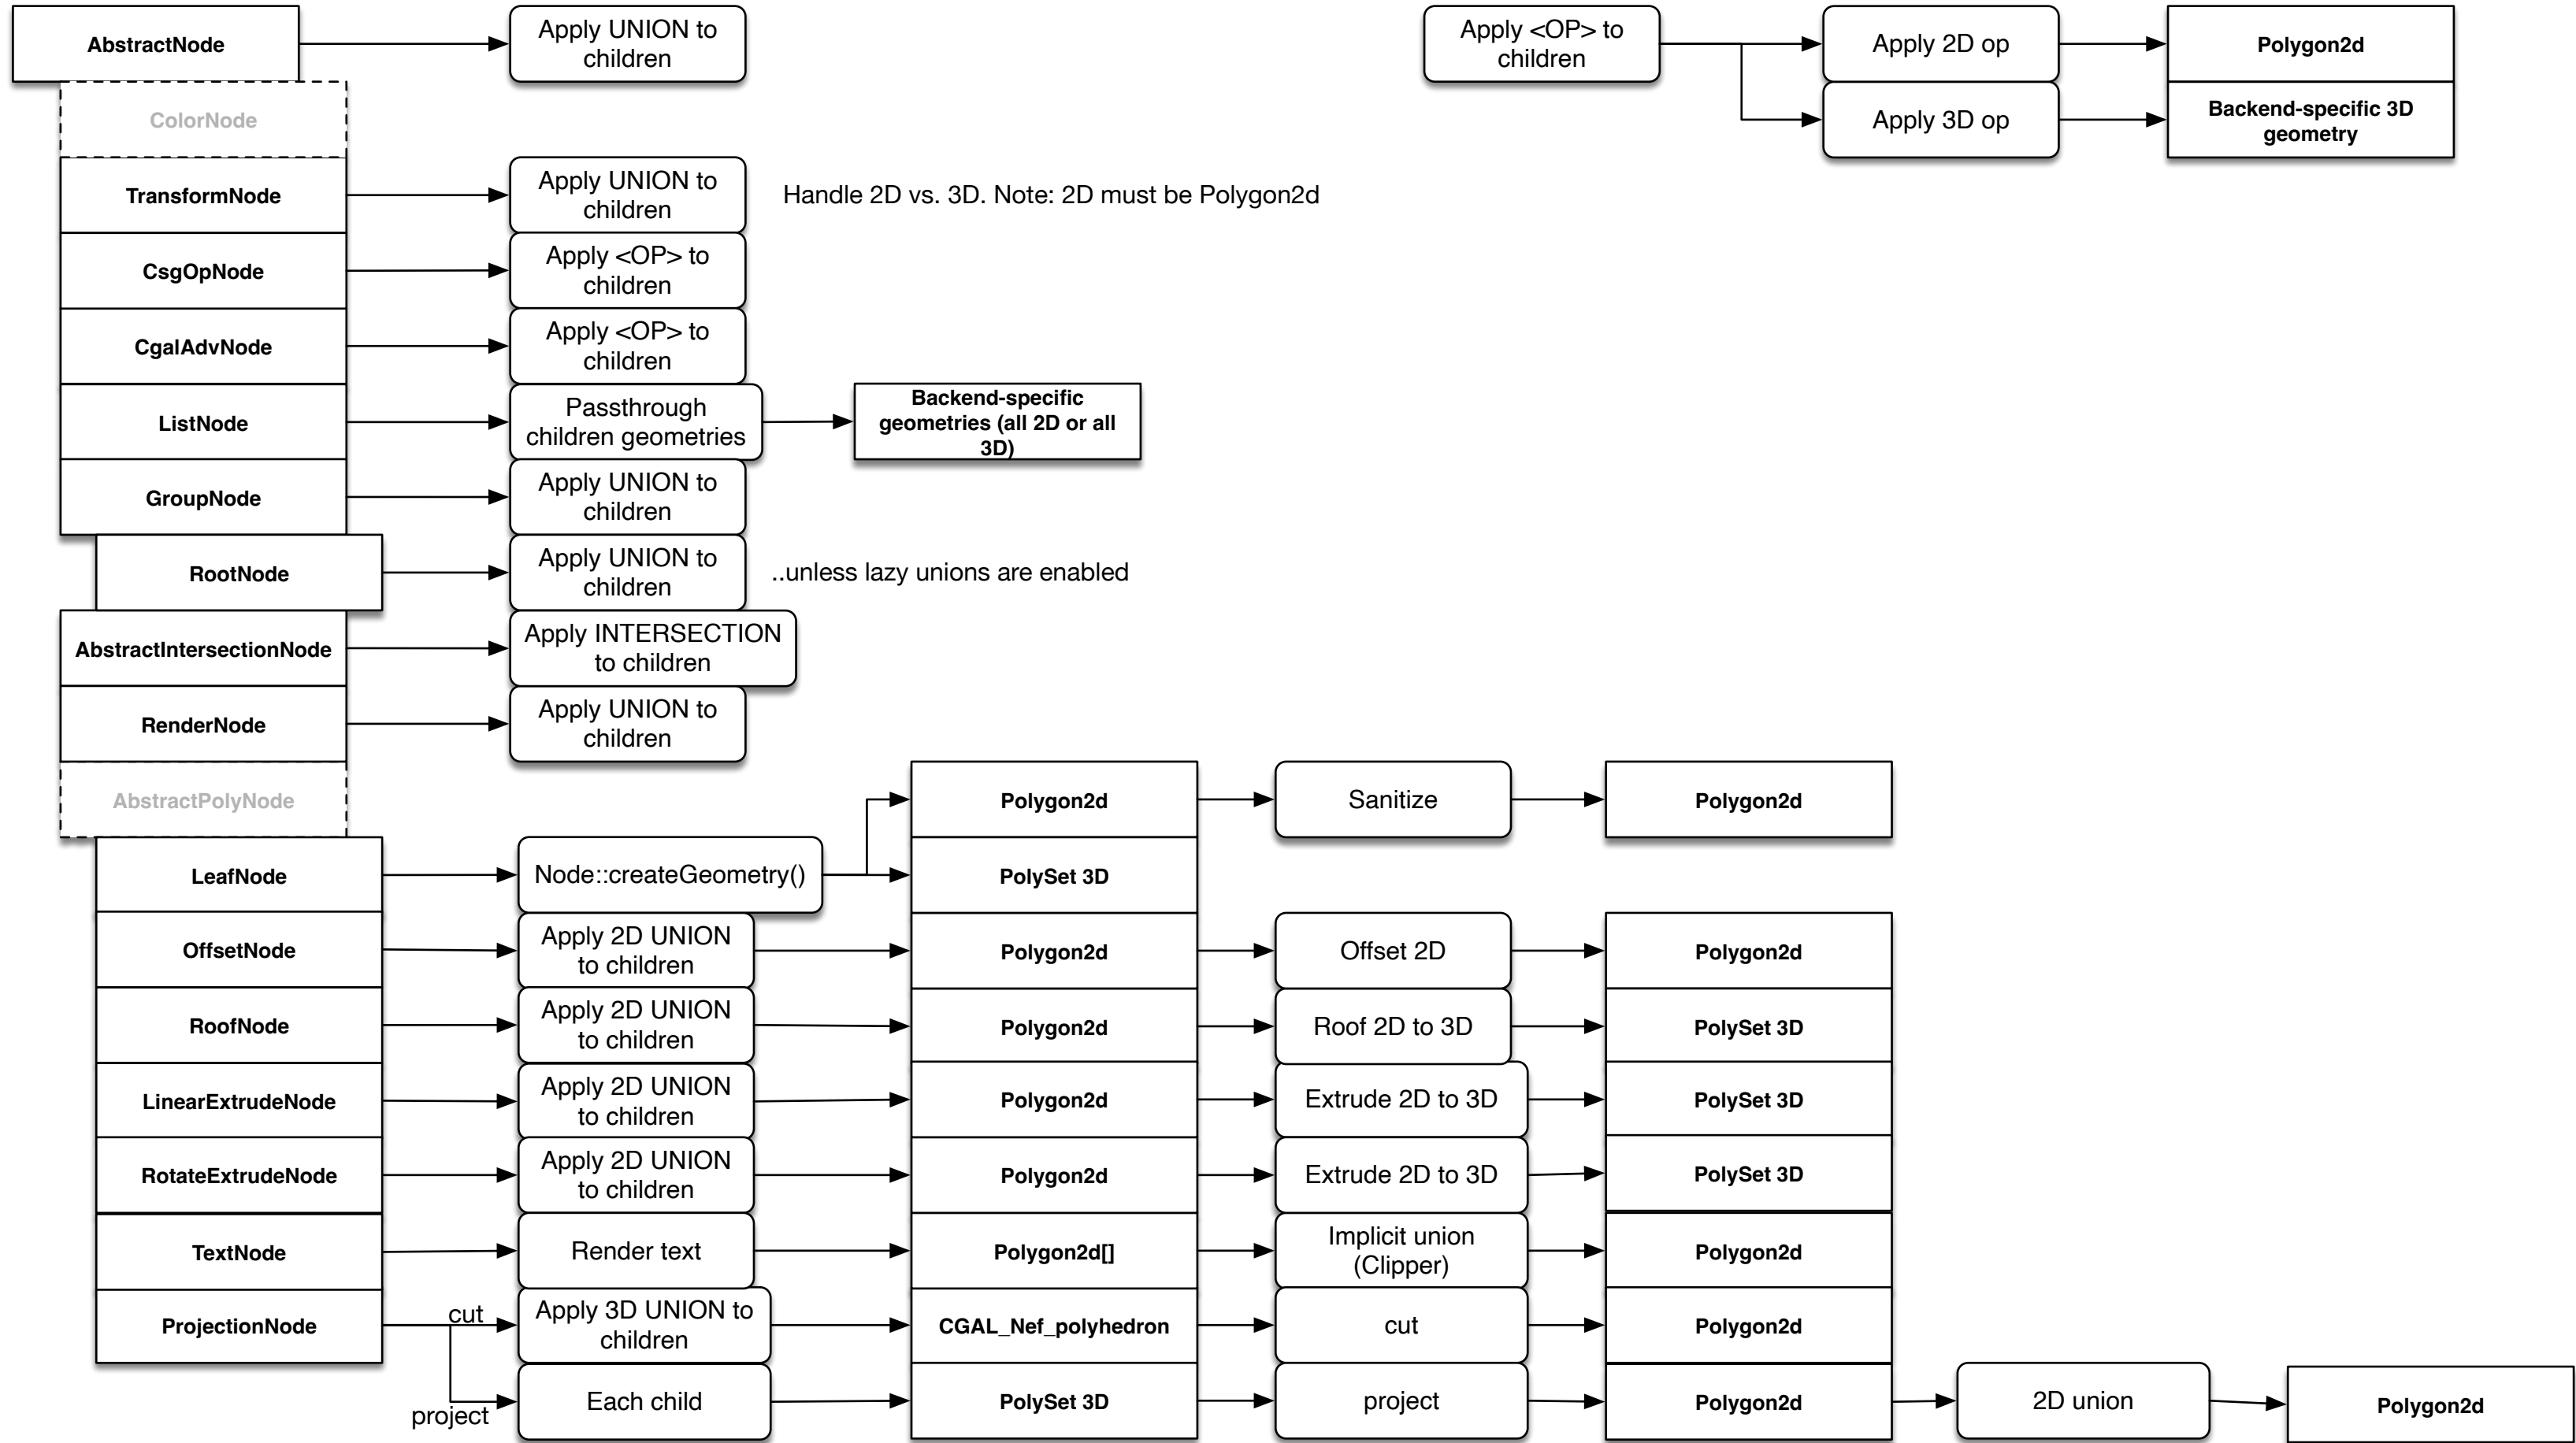 AbstractNode
Apply UNION to
children
Apply <OP> to
children
Apply 2D op
Polygon2d
ColorNode
Apply 3D op
Backend-specific 3D
geometry
TransformNode
Apply UNION to
children
Handle 2D vs. 3D. Note: 2D must be Polygon2d
CsgOpNode
Apply <OP> to
children
CgalAdvNode
Apply <OP> to
children
ListNode
Passthrough
children geometries
Backend-specific
geometries (all 2D or all
3D)
GroupNode
Apply UNION to
children
RootNode
Apply UNION to
children
..unless lazy unions are enabled
AbstractIntersectionNode
Apply INTERSECTION
to children
RenderNode
Apply UNION to
children
AbstractPolyNode
Polygon2d
Sanitize
Polygon2d
LeafNode
Node::createGeometry()
PolySet 3D
OffsetNode
Apply 2D UNION
to children
Polygon2d
Offset 2D
Polygon2d
RoofNode
Apply 2D UNION
to children
Polygon2d
Roof 2D to 3D
PolySet 3D
LinearExtrudeNode
Apply 2D UNION
to children
Polygon2d
Extrude 2D to 3D
PolySet 3D
RotateExtrudeNode
Apply 2D UNION
to children
Polygon2d
Extrude 2D to 3D
PolySet 3D
TextNode
Render text
Polygon2d[]
Implicit union
(Clipper)
Polygon2d
ProjectionNode
cut
Apply 3D UNION to
children
CGAL_Nef_polyhedron
cut
Polygon2d
project
Each child
PolySet 3D
project
Polygon2d
2D union
Polygon2d